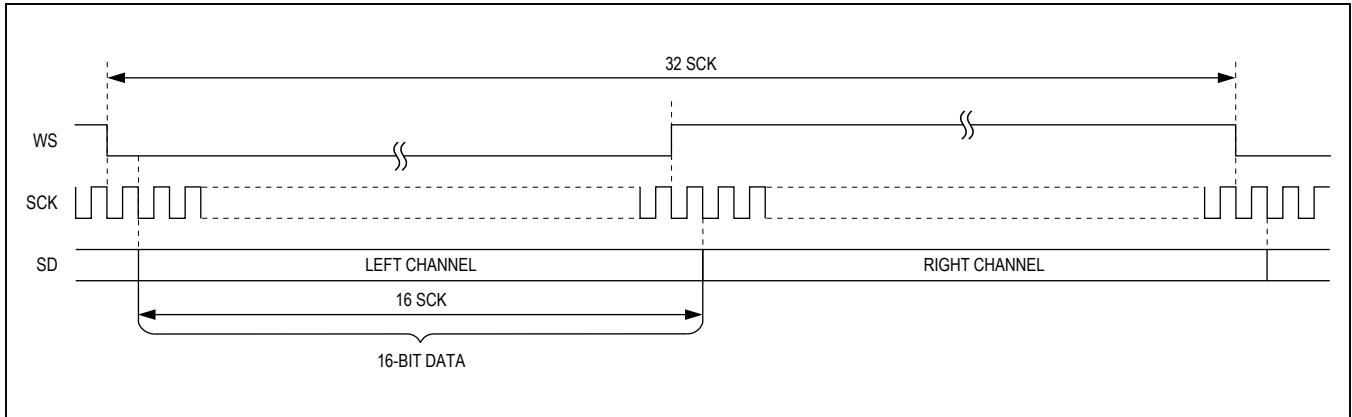 32 SCK
WS
SCK
SD
LEFT CHANNEL
RIGHT CHANNEL
16 SCK
16-BIT DATA